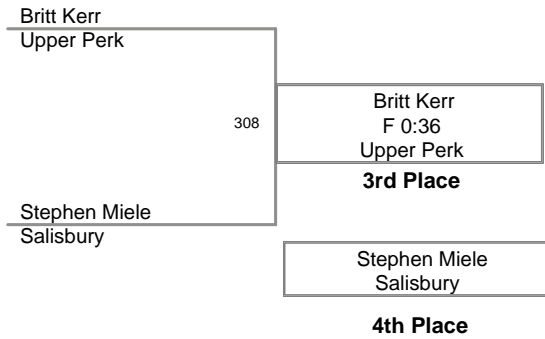 Britt Kerr
Upper Perk
308
Britt Kerr
F 0:36
Upper Perk
3rd Place
Stephen Miele
Salisbury
Stephen Miele
Salisbury
4th Place